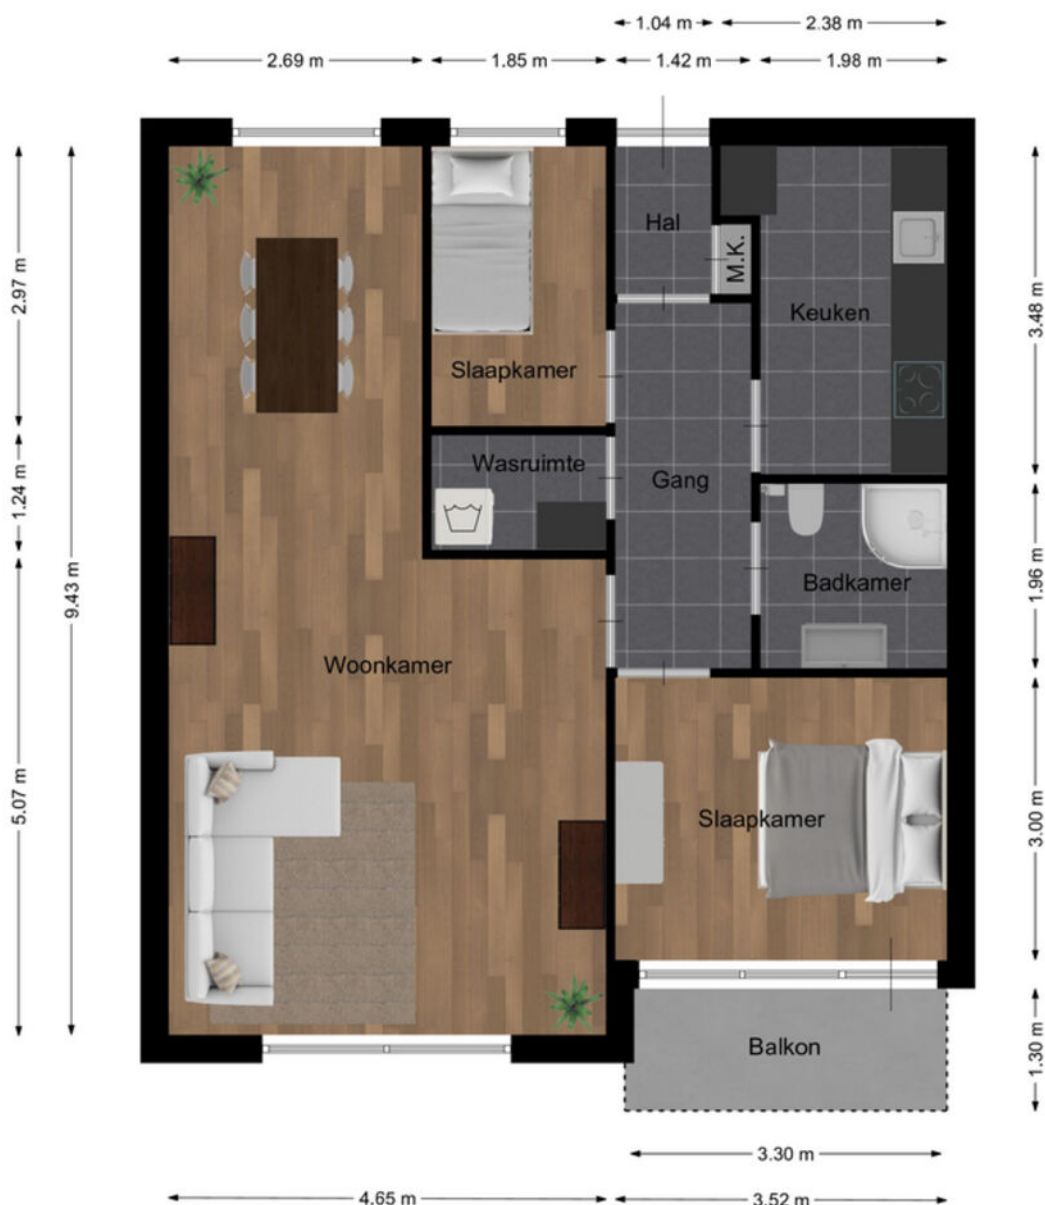 1.04 m
2.38 m
2.69 m
1.85 m
1.42 m
1.98 m
Hal
M.K.
2.97 m
3.48 m
Keuken
Slaapkamer
Wasruimte
Gang
1.24 m
9.43 m
1.96 m
Badkamer
Woonkamer
5.07 m
Slaapkamer
3.00 m
Balkon
1.30 m
3.30 m
4.65 m
3.52 m